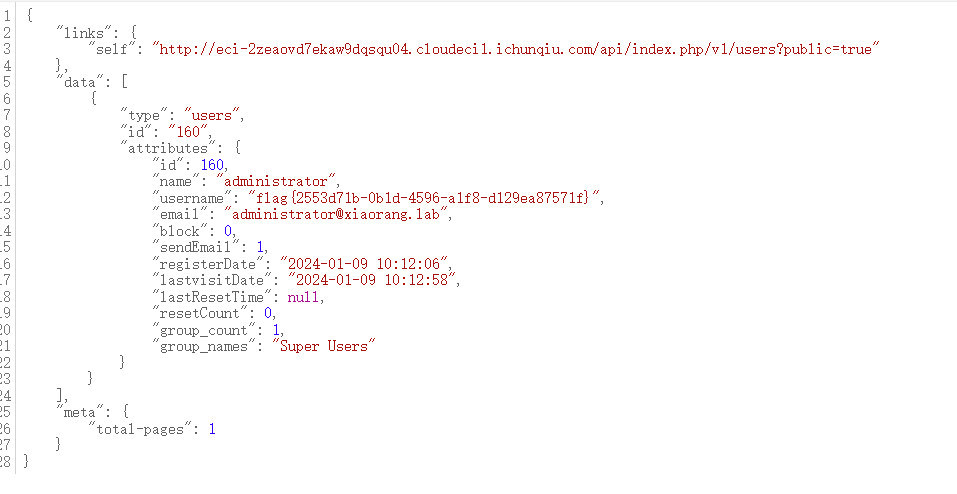 1 {
2 "links": {
3 "self": "http://eci-2zeaovd7ekaw9dqsqu04.cloudeci1.ichunqiu.com/api/index.php/v1/users?public=true"
4 },
5 "data": [
6 {
7 "type": "users",
8 "id": "160",
9 "attributes": {
10 "id": 160,
11 "name": "administrator",
12 "username": "flag{2553d71b-0b1d-4596-a1f8-d129ea87571f}",
13 "email": "administrator@xiaorang.lab",
14 "block": 0,
15 "sendEmail": 1,
16 "registerDate": "2024-01-09 10:12:06",
17 "lastvisitDate": "2024-01-09 10:12:58",
18 "lastResetTime": null,
19 "resetCount": 0,
20 "group_count": 1,
21 "group_names": "Super Users"
22 }
23 }
24 ],
25 "meta": {
26 "total-pages": 1
27 }
28 }